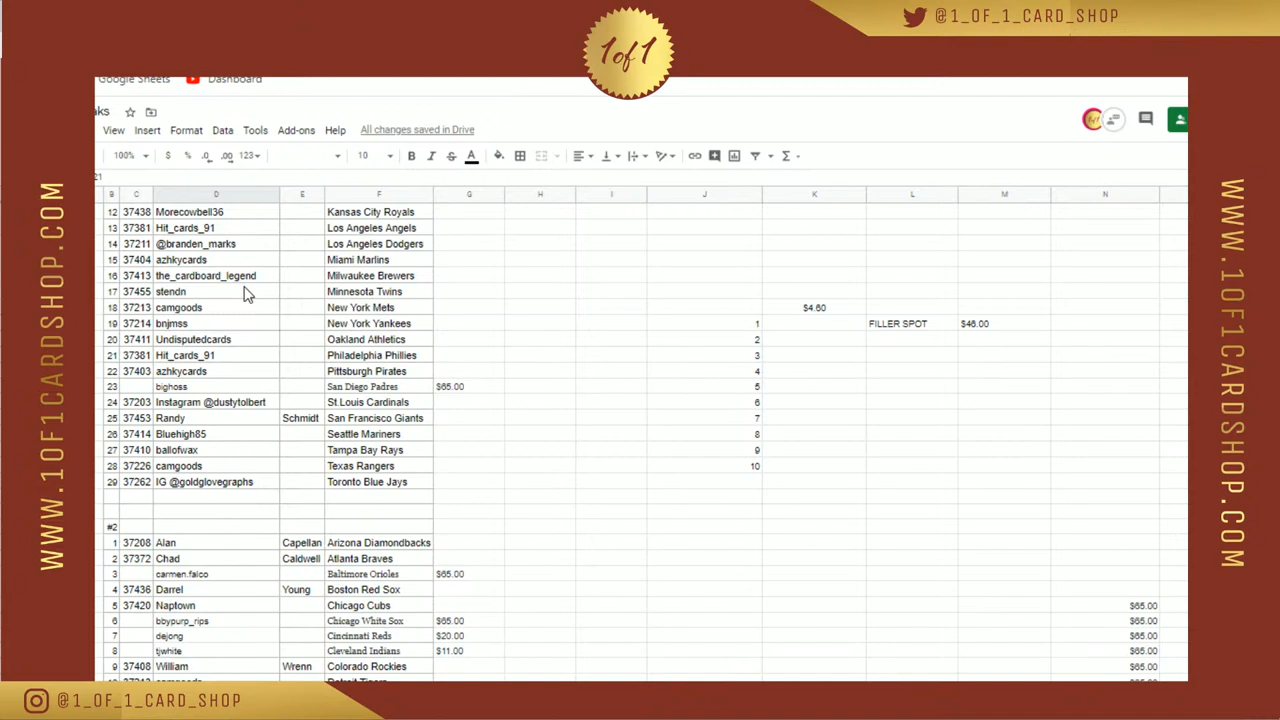 1of1
@1_OF_1_CARD_SHOP
Google Sheets Dashboard
aks
View Insert Format Data Tools Add-ons Help All changes saved in Drive
100% $ % .0 .00 123 10 B I S A Σ
21
B C D E F G H I J K L M N
12 37438 Morecowbell36 Kansas City Royals
13 37381 Hit_cards_91 Los Angeles Angels
14 37211 @branden_marks Los Angeles Dodgers
15 37404 azhkycards Miami Marlins
16 37413 the_cardboard_legend Milwaukee Brewers
17 37455 stendn Minnesota Twins
18 37213 camgoods New York Mets $4.60
19 37214 bnjmss New York Yankees 1 FILLER SPOT $46.00
20 37411 Undisputedcards Oakland Athletics 2
21 37381 Hit_cards_91 Philadelphia Phillies 3
22 37403 azhkycards Pittsburgh Pirates 4
23 bighoss San Diego Padres $65.00 5
24 37203 Instagram @dustytolbert St.Louis Cardinals 6
25 37453 Randy Schmidt San Francisco Giants 7
26 37414 Bluehigh85 Seattle Mariners 8
27 37410 ballofwax Tampa Bay Rays 9
28 37226 camgoods Texas Rangers 10
29 37262 IG @goldglovegraphs Toronto Blue Jays
#2
1 37208 Alan Capellan Arizona Diamondbacks
2 37372 Chad Caldwell Atlanta Braves
3 carmen.falco Baltimore Orioles $65.00
4 37436 Darrel Young Boston Red Sox
5 37420 Naptown Chicago Cubs $65.00
6 bbypurp_rips Chicago White Sox $65.00 $65.00
7 dejong Cincinnati Reds $20.00 $65.00
8 tjwhite Cleveland Indians $11.00 $65.00
9 37408 William Wrenn Colorado Rockies $65.00
WWW.1OF1CARDSHOP.COM
WWW.1OF1CARDSHOP.COM
@1_OF_1_CARD_SHOP